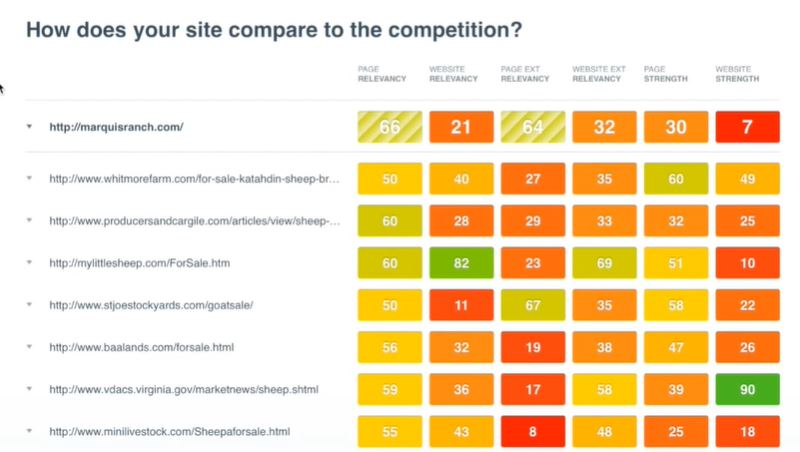 How does your site compare to the competition?
PAGE RELEVANCY WEBSITE RELEVANCY PAGE EXT RELEVANCY WEBSITE EXT RELEVANCY PAGE STRENGTH WEBSITE STRENGTH
http://marquisranch.com/ 66 21 64 32 30 7
http://www.whitmorefarm.com/for-sale-katahdin-sheep-br... 50 40 27 35 60 49
http://www.producersandcargile.com/articles/view/sheep-... 60 28 29 33 32 25
http://mylittlesheep.com/ForSale.htm 60 82 23 69 51 10
http://www.stjoestockyards.com/goatsale/ 50 11 67 35 58 22
http://www.baalands.com/forsale.html 56 32 19 38 47 26
http://www.vdacs.virginia.gov/marketnews/sheep.shtml 59 36 17 58 39 90
http://www.minilivestock.com/Sheepaforsale.html 55 43 8 48 25 18